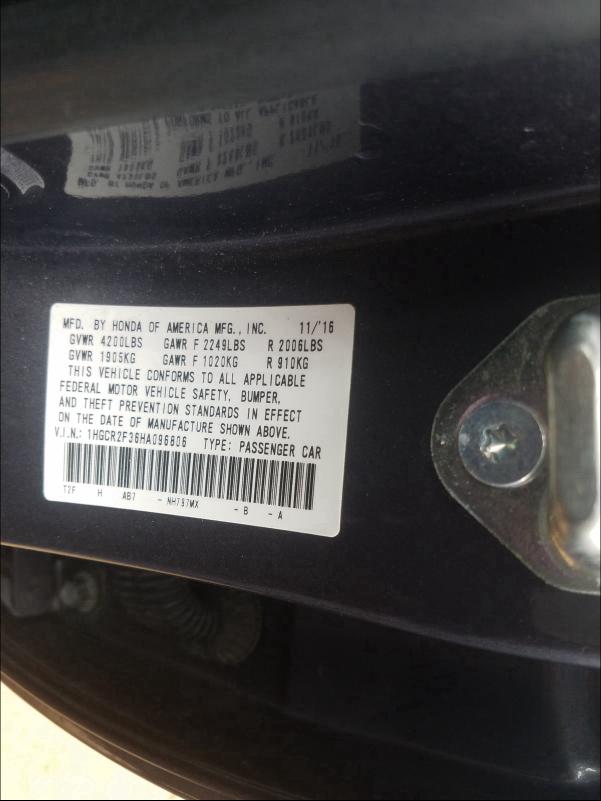 MFD. BY HONDA OF AMERICA MFG., INC. 11/'16
GVWR 4200LBS GAWR F 2249LBS R 2006LBS
GVWR 1905KG GAWR F 1020KG R 910KG
THIS VEHICLE CONFORMS TO ALL APPLICABLE
FEDERAL MOTOR VEHICLE SAFETY, BUMPER,
AND THEFT PREVENTION STANDARDS IN EFFECT
ON THE DATE OF MANUFACTURE SHOWN ABOVE.
V.I.N.: 1HGCR2F36HA096806 TYPE: PASSENGER CAR
T2F H AB7 - NH797MX - B - A